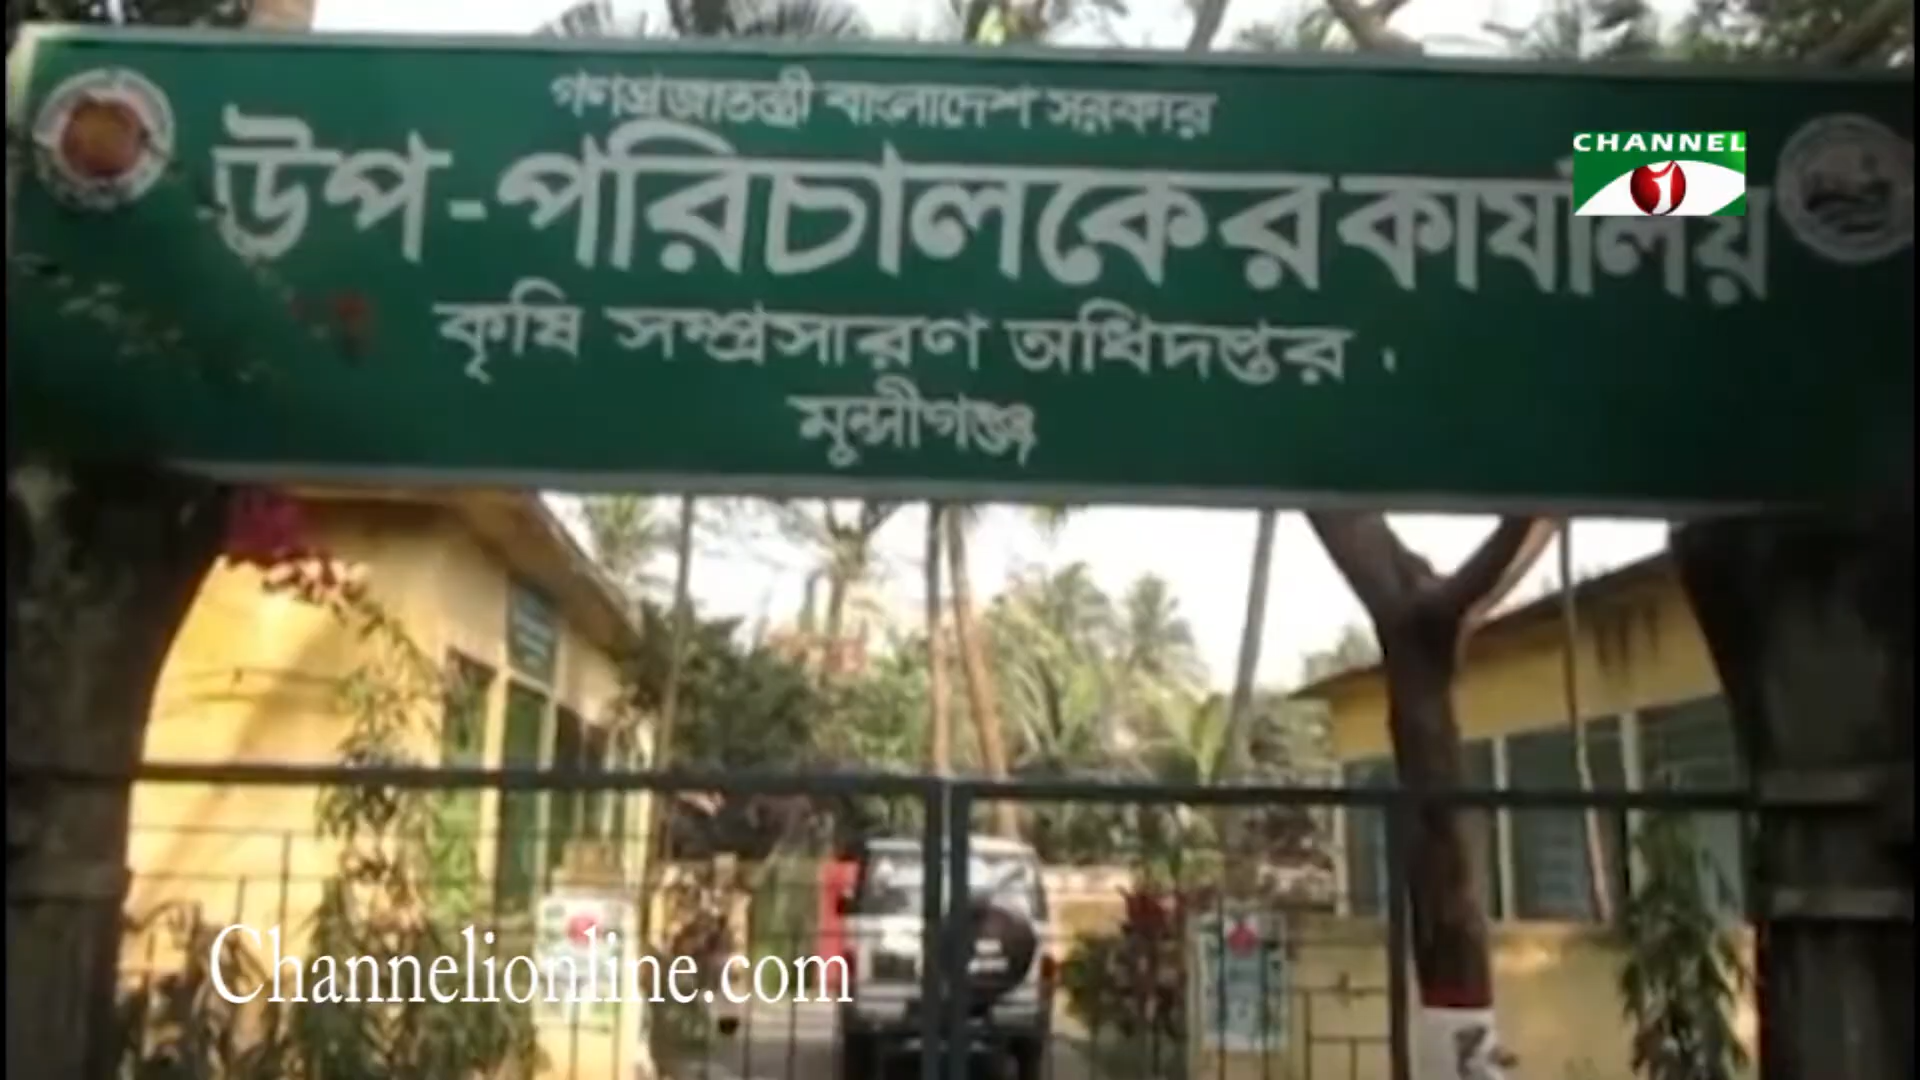 গণপ্রজাতন্ত্রী বাংলাদেশ সরকার
CHANNEL
উপ-পরিচালকের কার্যালয়
কৃষি সম্প্রসারণ অধিদপ্তর ।
মুন্সীগঞ্জ
Channelionline.com